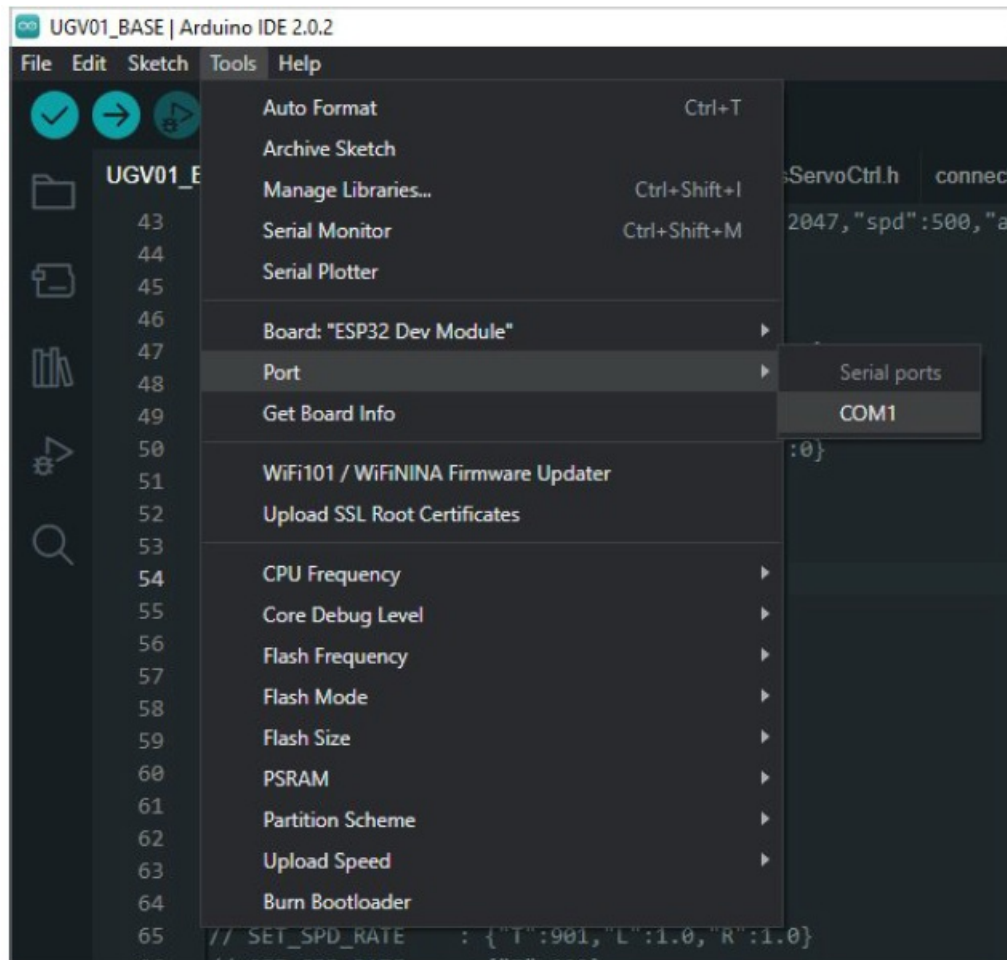 UGV01_BASE | Arduino IDE 2.0.2
File Edit Sketch Tools Help
Auto Format Ctrl+T
Archive Sketch
UGV01_B sServoCtrl.h connec
Manage Libraries... Ctrl+Shift+I
43 2047,"spd":500,"a
Serial Monitor Ctrl+Shift+M
44
Serial Plotter
45
46
Board: "ESP32 Dev Module"
47
Port Serial ports
48
Get Board Info COM1
49
50 :0}
WiFi101 / WiFiNINA Firmware Updater
51
Upload SSL Root Certificates
52
53
CPU Frequency
54
Core Debug Level
55
56
Flash Frequency
57
Flash Mode
58
Flash Size
59
60
PSRAM
61
Partition Scheme
62
Upload Speed
63
Burn Bootloader
64
65 // SET_SPD_RATE : {"T":901,"L":1.0,"R":1.0}